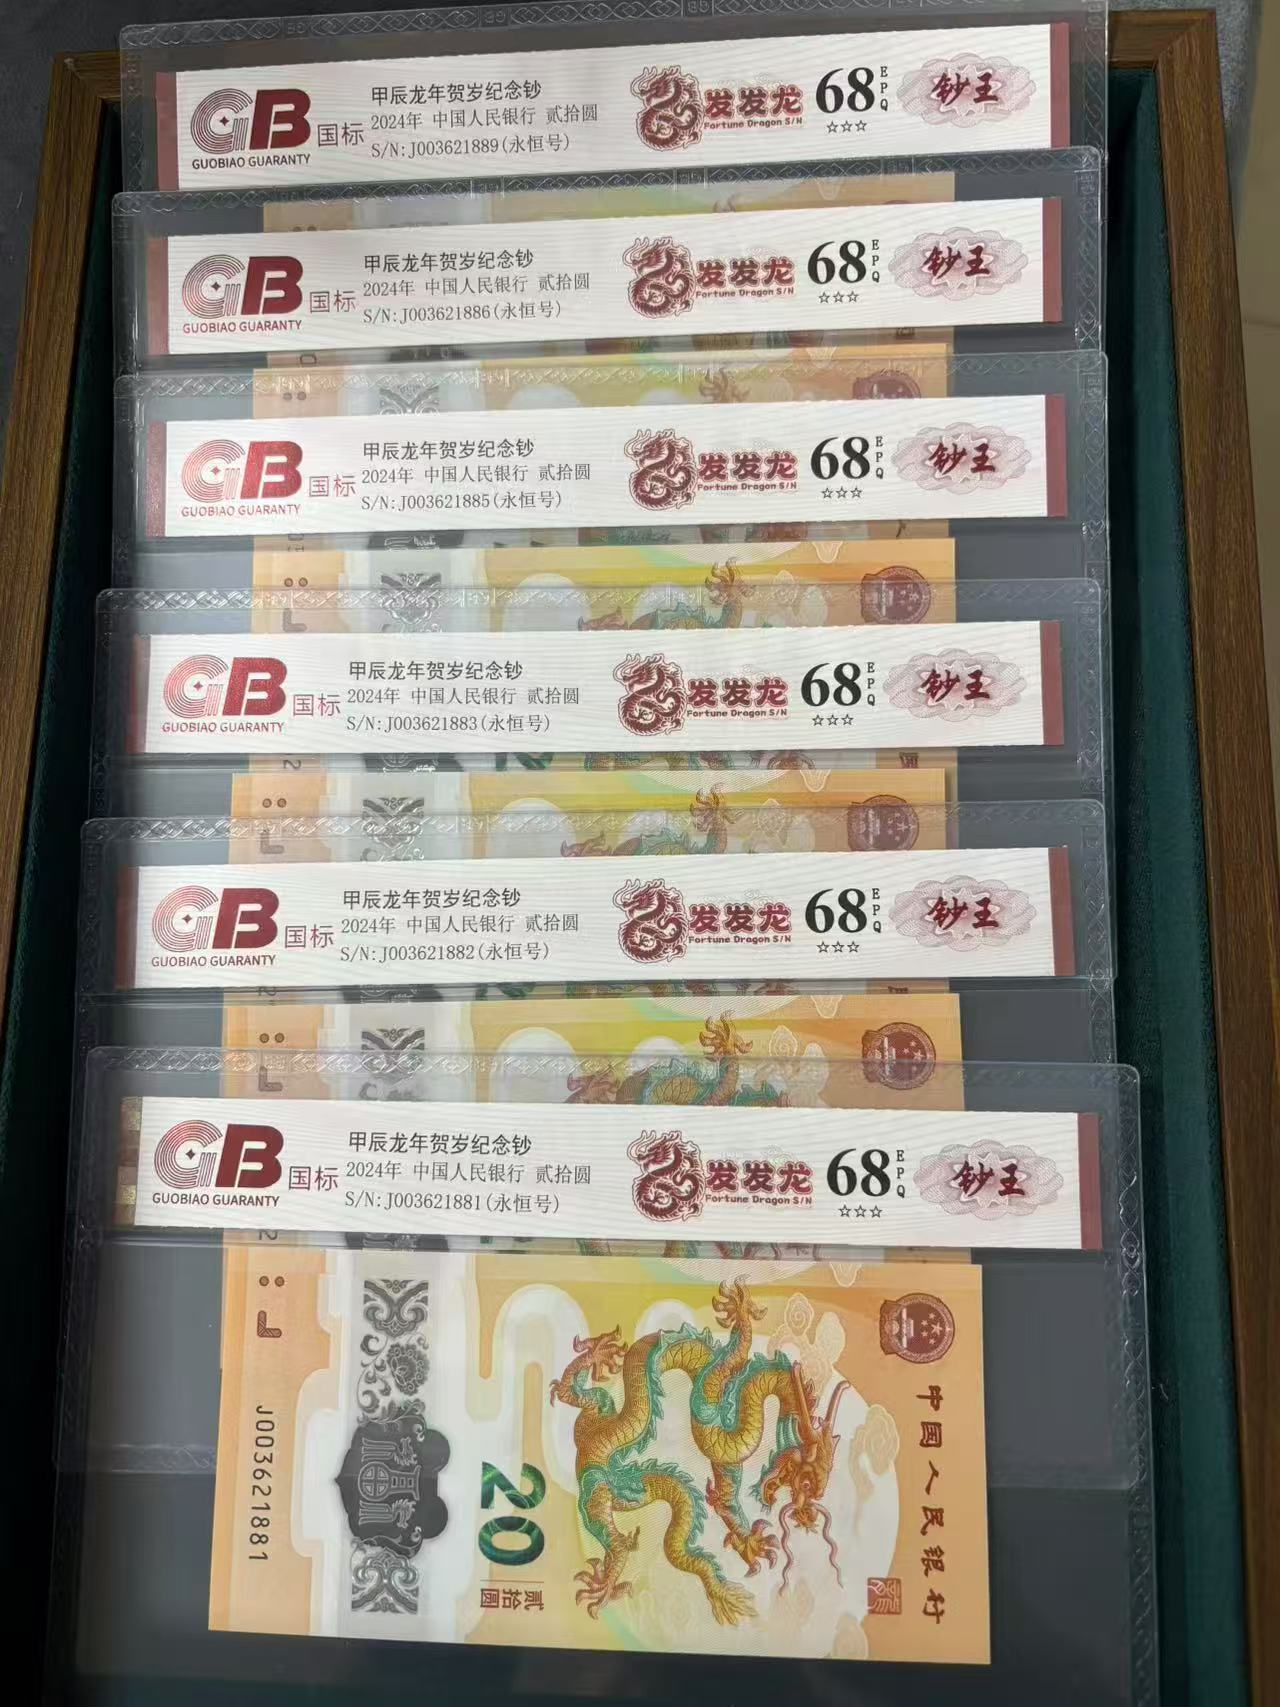 GB 国标
GUOBIAO GUARANTY
甲辰龙年贺岁纪念钞
2024年 中国人民银行 贰拾圆
S/N:J003621889(永恒号)
发发龙
Fortune Dragon S/N
68 EPQ
☆☆☆
钞王
GB 国标
GUOBIAO GUARANTY
甲辰龙年贺岁纪念钞
2024年 中国人民银行 贰拾圆
S/N:J003621886(永恒号)
发发龙
Fortune Dragon S/N
68 EPQ
☆☆☆
钞王
GB 国标
GUOBIAO GUARANTY
甲辰龙年贺岁纪念钞
2024年 中国人民银行 贰拾圆
S/N:J003621885(永恒号)
发发龙
Fortune Dragon S/N
68 EPQ
☆☆☆
钞王
GB 国标
GUOBIAO GUARANTY
甲辰龙年贺岁纪念钞
2024年 中国人民银行 贰拾圆
S/N:J003621883(永恒号)
发发龙
Fortune Dragon S/N
68 EPQ
☆☆☆
钞王
GB 国标
GUOBIAO GUARANTY
甲辰龙年贺岁纪念钞
2024年 中国人民银行 贰拾圆
S/N:J003621882(永恒号)
发发龙
Fortune Dragon S/N
68 EPQ
☆☆☆
钞王
GB 国标
GUOBIAO GUARANTY
甲辰龙年贺岁纪念钞
2024年 中国人民银行 贰拾圆
S/N:J003621881(永恒号)
发发龙
Fortune Dragon S/N
68 EPQ
☆☆☆
钞王
中国人民银行
20
贰拾圆
福
J003621881